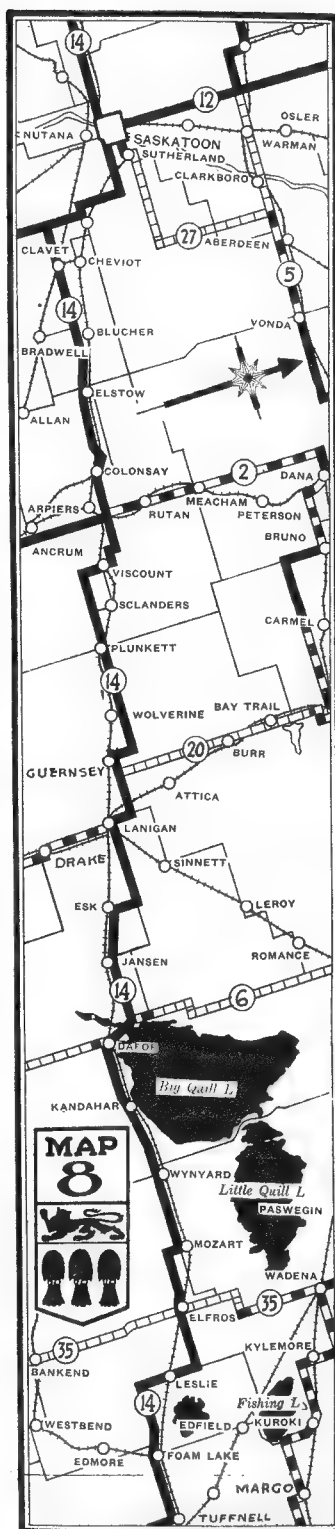 14
12
OSLER
NUTANA
SASKATOON
WARMAN
SUTHERLAND
CLARKBORO
27
ABERDEEN
CLAVET
CHEVIOT
5
14
VONDA
BLUCHER
BRADWELL
ELSTOW
ALLAN
COLONSAY
2
DANA
MEACHAM
ARPIERS
RUTAN
PETERSON
BRUNO
ANCRUM
VISCOUNT
SCLANDERS
CARMEL
PLUNKETT
14
BAY TRAIL
WOLVERINE
20
BURR
GUERNSEY
ATTICA
LANIGAN
DRAKE
SINNETT
ESK
LEROY
ROMANCE
JANSEN
14
6
DAFOE
Big Quill L
KANDAHAR
MAP
8
WYNYARD
Little Quill L
PASWEGIN
MOZART
WADENA
35
ELFROS
35
KYLEMORE
BANKEND
LESLIE
14
Fishing L
WESTBEND
EDFIELD
KUROKI
EDMORE
FOAM LAKE
MARGO
TUFFNELL